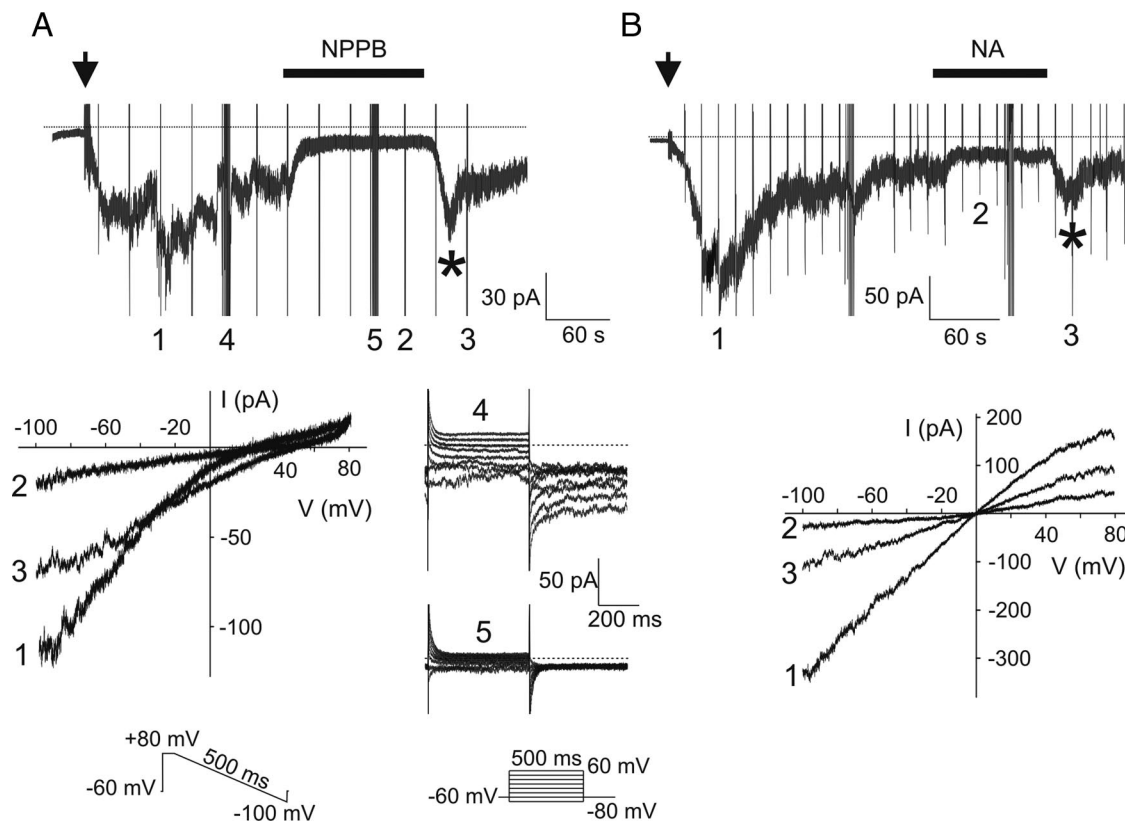 A
B
NPPB
NA
*
*
30 pA
60 s
50 pA
60 s
1
4
5
2
3
1
2
3
I (pA)
-100
-60
-20
40
80
V (mV)
-50
-100
2
3
1
4
50 pA
200 ms
5
I (pA)
200
100
-100
-60
-20
40
80
V (mV)
-100
-200
-300
2
3
1
+80 mV
500 ms
-60 mV
-100 mV
500 ms
60 mV
-60 mV
-80 mV